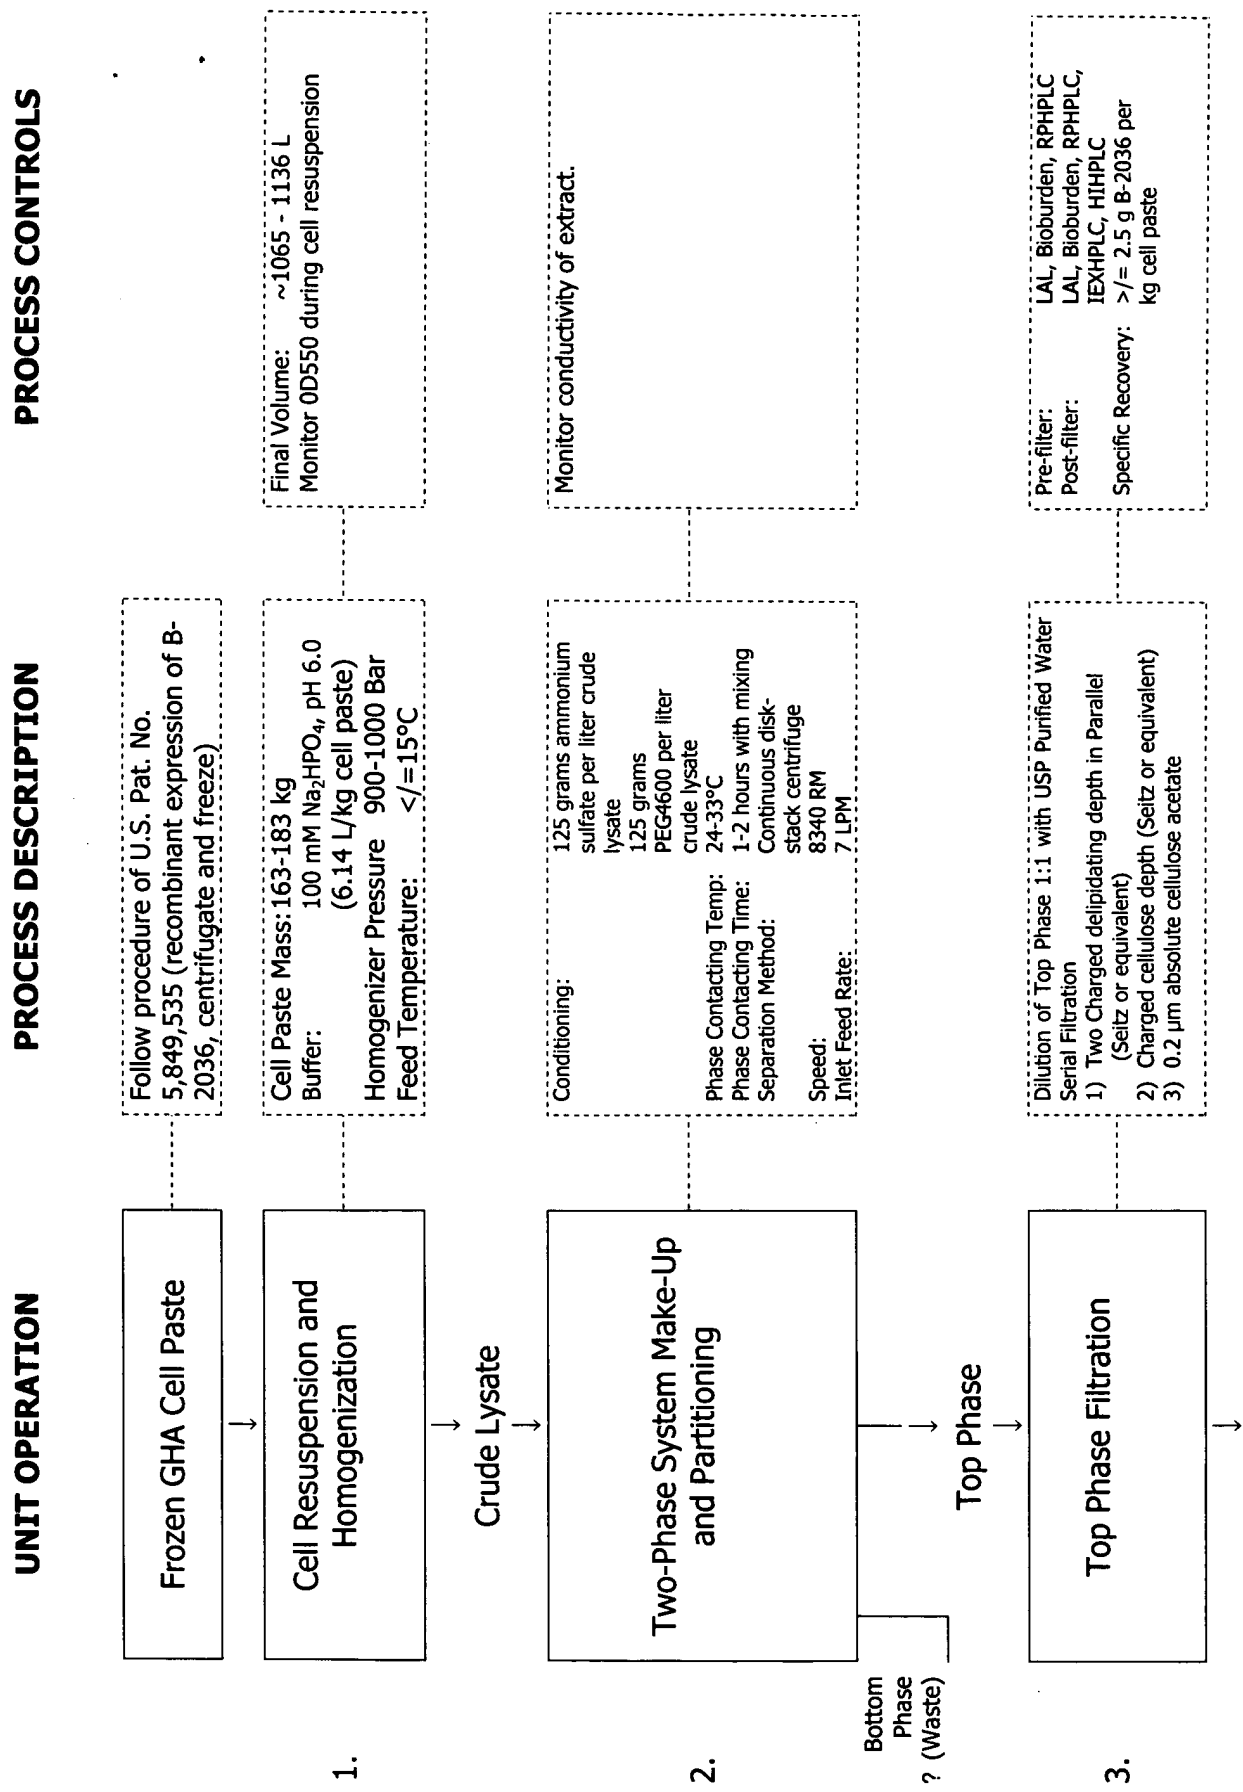 UNIT OPERATION
PROCESS DESCRIPTION
PROCESS CONTROLS
Frozen GHA Cell Paste
Follow procedure of U.S. Pat. No.
5,849,535 (recombinant expression of B-
2036, centrifugate and freeze)
1.
Cell Resuspension and
Homogenization
Cell Paste Mass: 163-183 kg
Buffer: 100 mM Na₂HPO₄, pH 6.0
(6.14 L/kg cell paste)
Homogenizer Pressure 900-1000 Bar
Feed Temperature: </=15°C
Final Volume: ~1065 - 1136 L
Monitor 0D550 during cell resuspension
Crude Lysate
2.
Two-Phase System Make-Up
and Partitioning
Conditioning: 125 grams ammonium
sulfate per liter crude
lysate
125 grams
PEG4600 per liter
crude lysate
Phase Contacting Temp: 24-33°C
Phase Contacting Time: 1-2 hours with mixing
Separation Method: Continuous disk-
stack centrifuge
Speed: 8340 RM
Inlet Feed Rate: 7 LPM
Monitor conductivity of extract.
Bottom
Phase
? (Waste)
Top Phase
3.
Top Phase Filtration
Dilution of Top Phase 1:1 with USP Purified Water
Serial Filtration
1) Two Charged delipidating depth in Parallel
(Seitz or equivalent)
2) Charged cellulose depth (Seitz or equivalent)
3) 0.2 µm absolute cellulose acetate
Pre-filter: LAL, Bioburden, RPHPLC
Post-filter: LAL, Bioburden, RPHPLC,
IEXHPLC, HIHPLC
Specific Recovery: >/= 2.5 g B-2036 per
kg cell paste